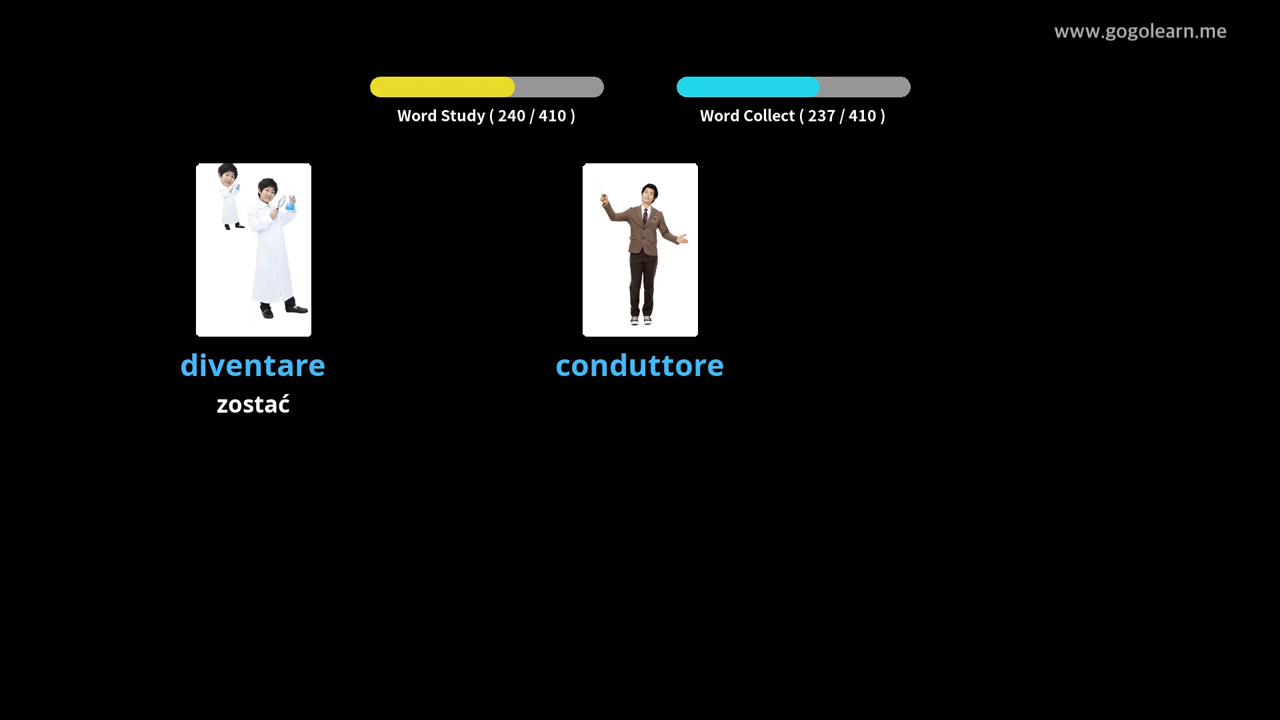 www.gogolearn.me
Word Study ( 240 / 410 )
Word Collect ( 237 / 410 )
diventare
zostać
conduttore